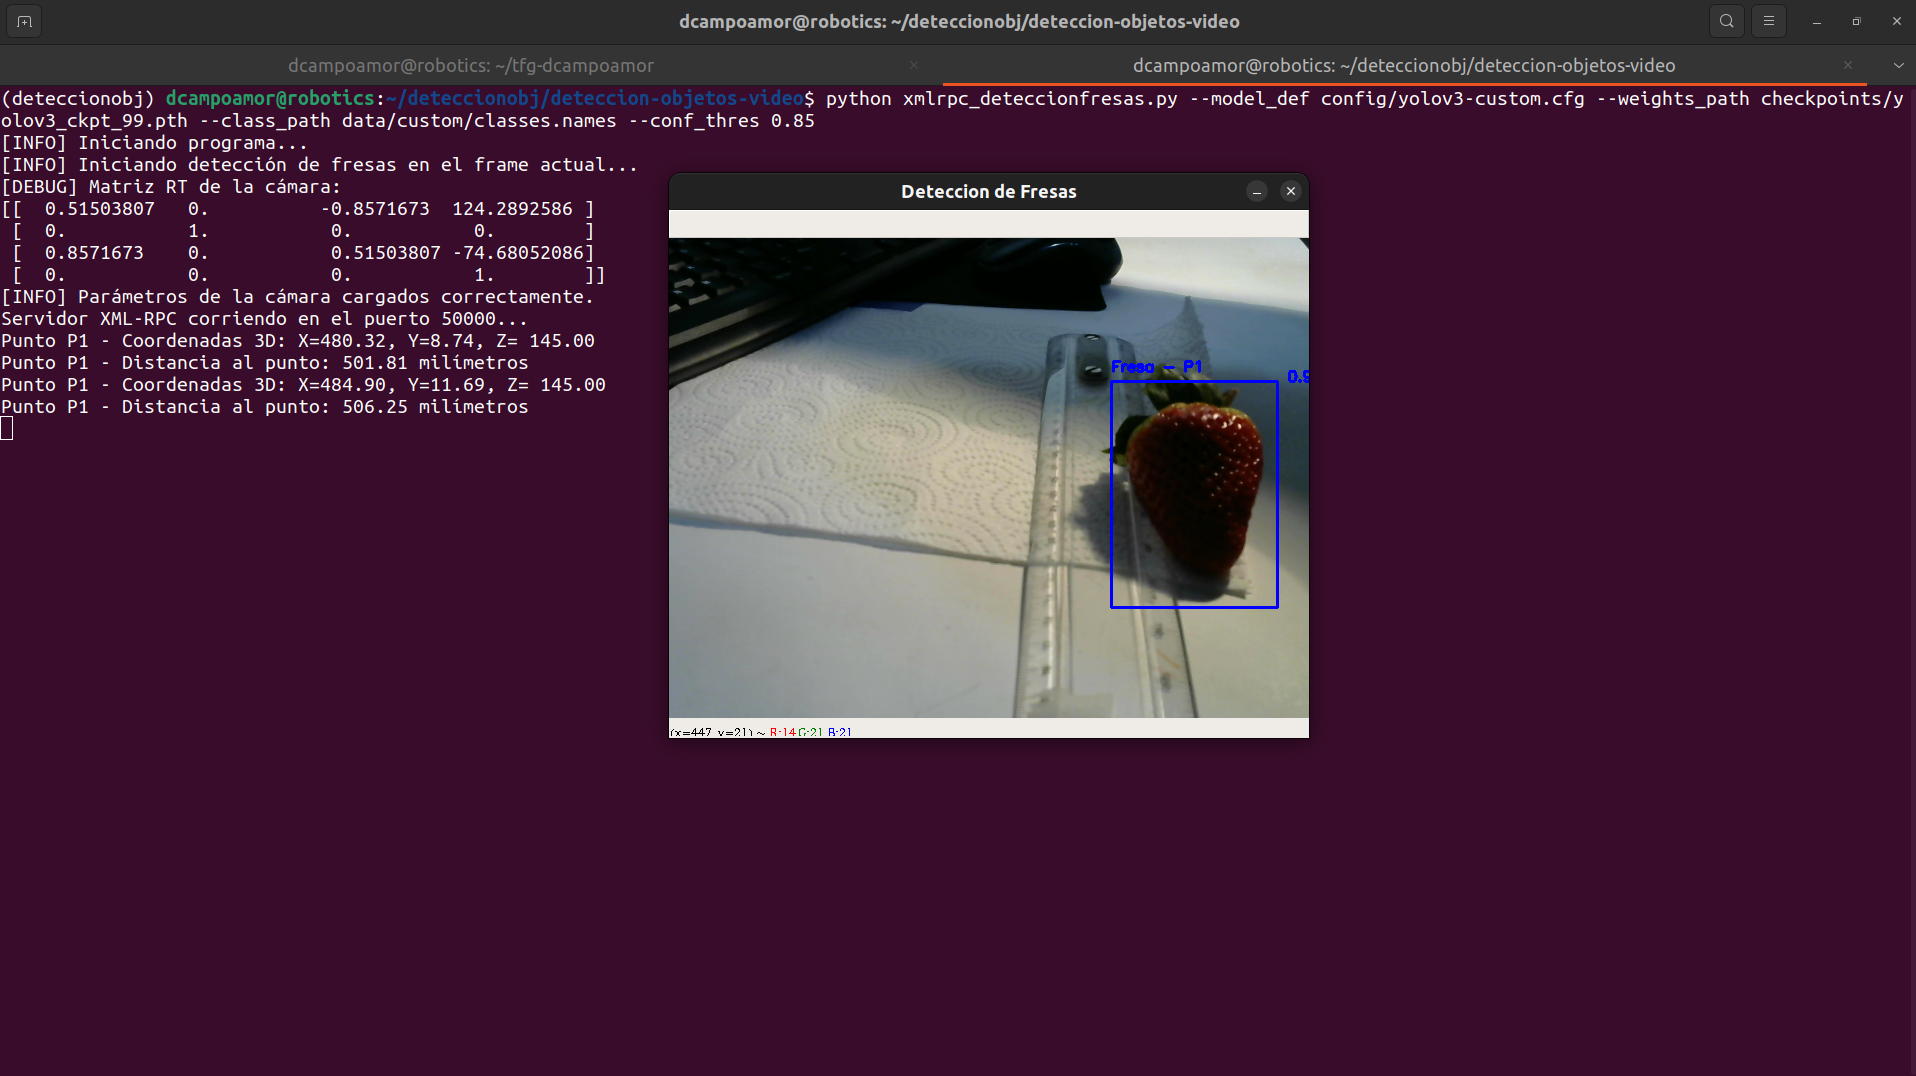 dcampoamor@robotics: ~/deteccionobj/deteccion-objetos-video
dcampoamor@robotics: ~/tfg-dcampoamor
dcampoamor@robotics: ~/deteccionobj/deteccion-objetos-video
(deteccionobj) dcampoamor@robotics:~/deteccionobj/deteccion-objetos-video$ python xmlrpc_deteccionfresas.py --model_def config/yolov3-custom.cfg --weights_path checkpoints/y
olov3_ckpt_99.pth --class_path data/custom/classes.names --conf_thres 0.85
[INFO] Iniciando programa...
[INFO] Iniciando detección de fresas en el frame actual...
[DEBUG] Matriz RT de la cámara:
[[ 0.51503807 0. -0.8571673 124.2892586 ]
[ 0. 1. 0. 0. ]
[ 0.8571673 0. 0.51503807 -74.68052086]
[ 0. 0. 0. 1. ]]
[INFO] Parámetros de la cámara cargados correctamente.
Servidor XML-RPC corriendo en el puerto 50000...
Punto P1 - Coordenadas 3D: X=480.32, Y=8.74, Z= 145.00
Punto P1 - Distancia al punto: 501.81 milímetros
Punto P1 - Coordenadas 3D: X=484.90, Y=11.69, Z= 145.00
Punto P1 - Distancia al punto: 506.25 milímetros
Deteccion de Fresas
Fresa - P1
0.9
(x=447, y=21) ~ R:14 G:21 B:21